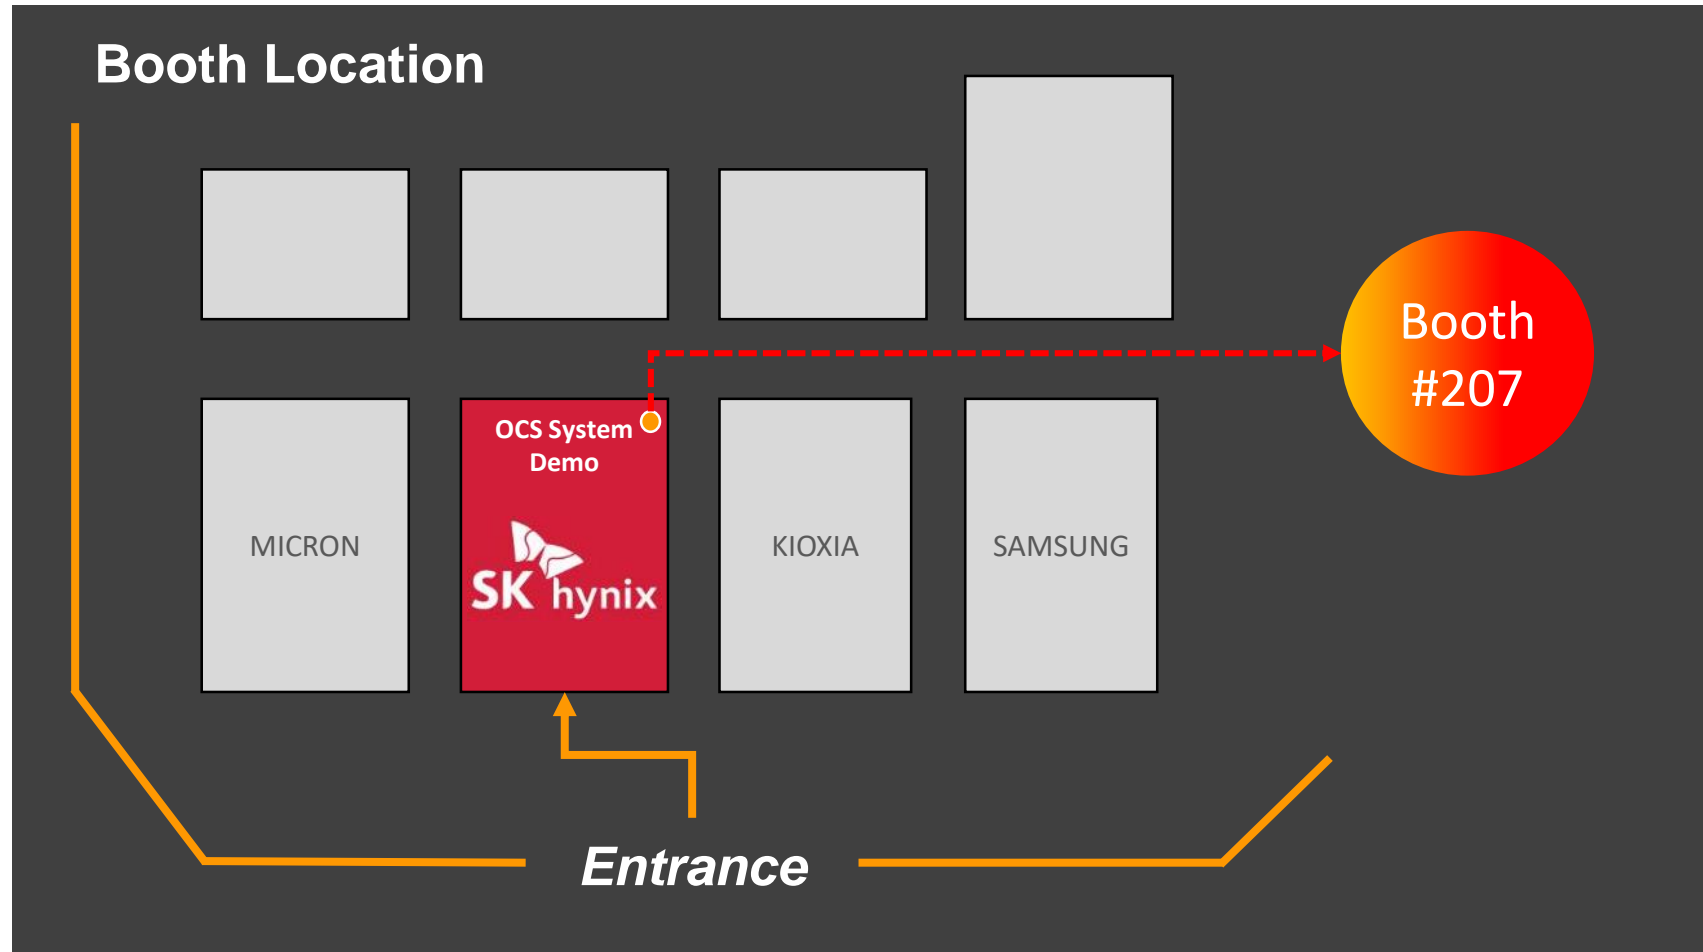 Booth Location
Booth
#207
OCS System
Demo
MICRON
SK hynix
KIOXIA
SAMSUNG
Entrance